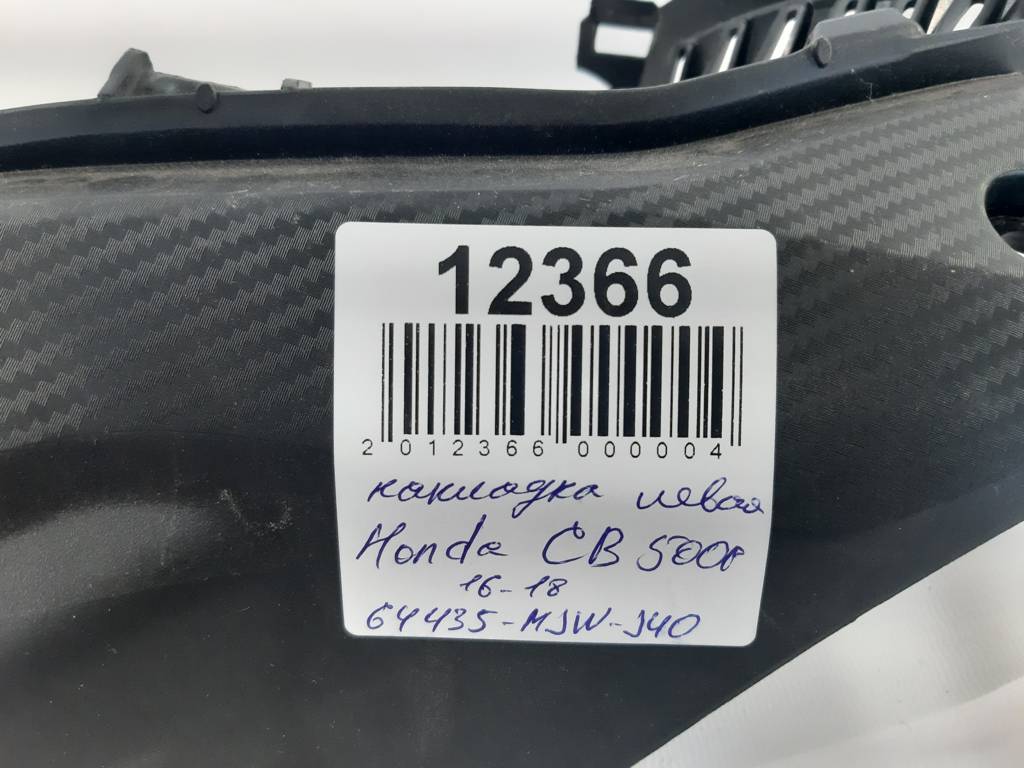 12366
2 012366 000004
накладка левая
Honda CB 500F
16-18
64435-MJW-J40